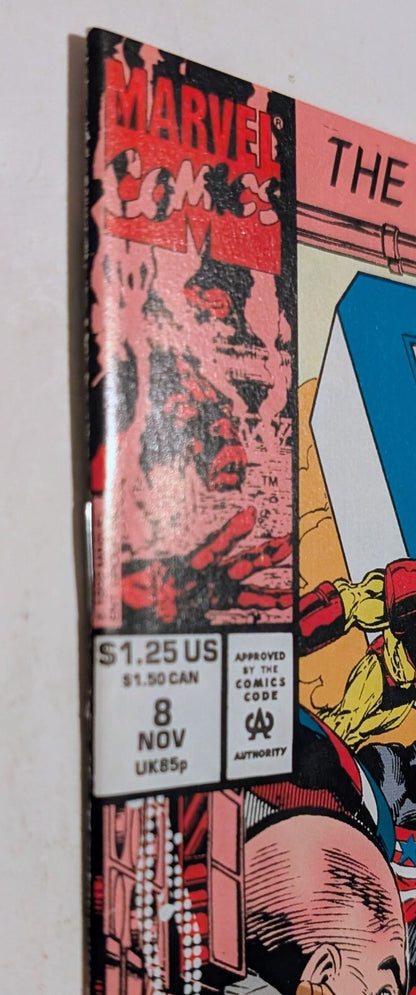 MARVEL®
COMICS
THE
TM
$1.25 US
$1.50 CAN
8
NOV
UK85p
APPROVED
BY THE
COMICS
CODE
CA
AUTHORITY